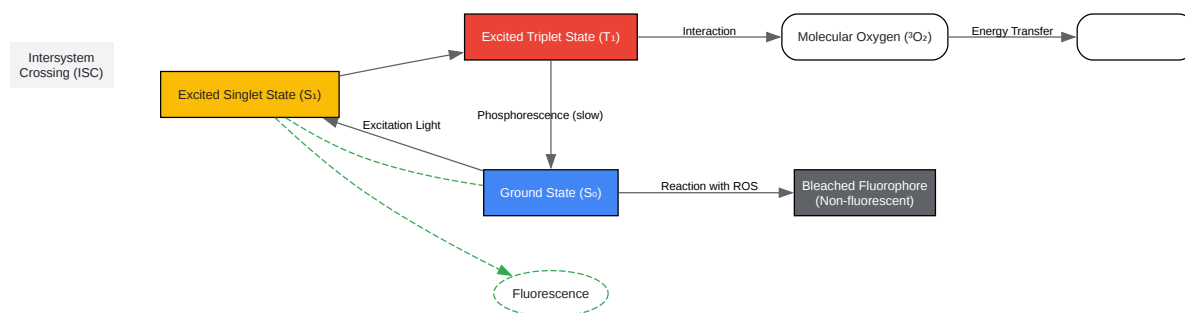 Excited Triplet State (T₁)
Interaction
Molecular Oxygen (³O₂)
Energy Transfer
Intersystem
Crossing (ISC)
Excited Singlet State (S₁)
Phosphorescence (slow)
Excitation Light
Ground State (S₀)
Reaction with ROS
Bleached Fluorophore
(Non-fluorescent)
Fluorescence